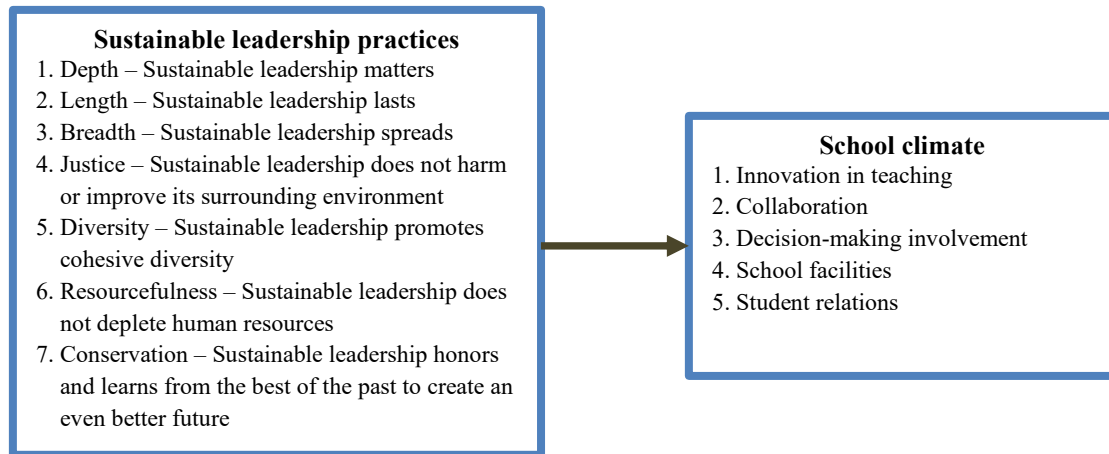 Sustainable leadership practices
1. Depth – Sustainable leadership matters
2. Length – Sustainable leadership lasts
3. Breadth – Sustainable leadership spreads
4. Justice – Sustainable leadership does not harm
or improve its surrounding environment
5. Diversity – Sustainable leadership promotes
cohesive diversity
6. Resourcefulness – Sustainable leadership does
not deplete human resources
7. Conservation – Sustainable leadership honors
and learns from the best of the past to create an
even better future
School climate
1. Innovation in teaching
2. Collaboration
3. Decision-making involvement
4. School facilities
5. Student relations